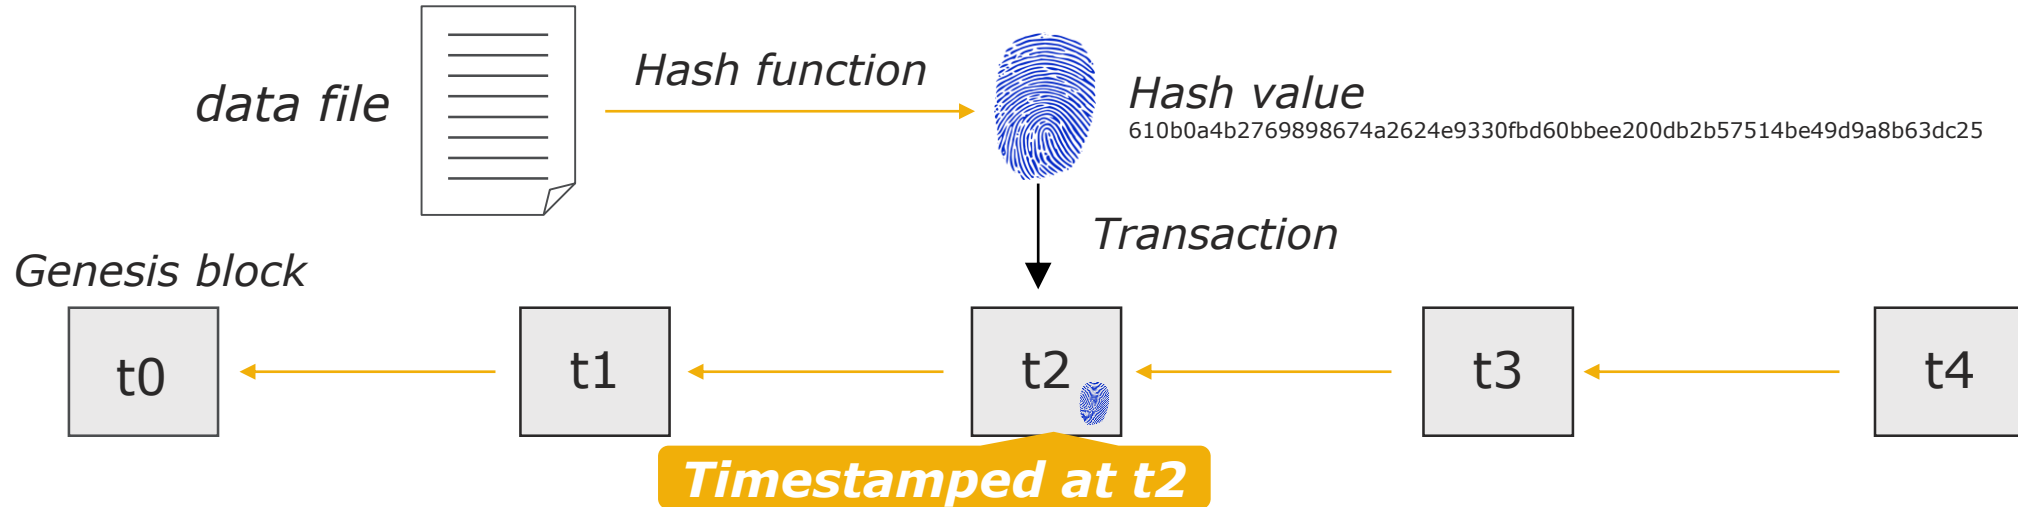 Hash function
data file
Hash value
610b0a4b2769898674a2624e9330fbd60bbee200db2b57514be49d9a8b63dc25
Transaction
Genesis block
t0
t1
t2
t3
t4
Timestamped at t2